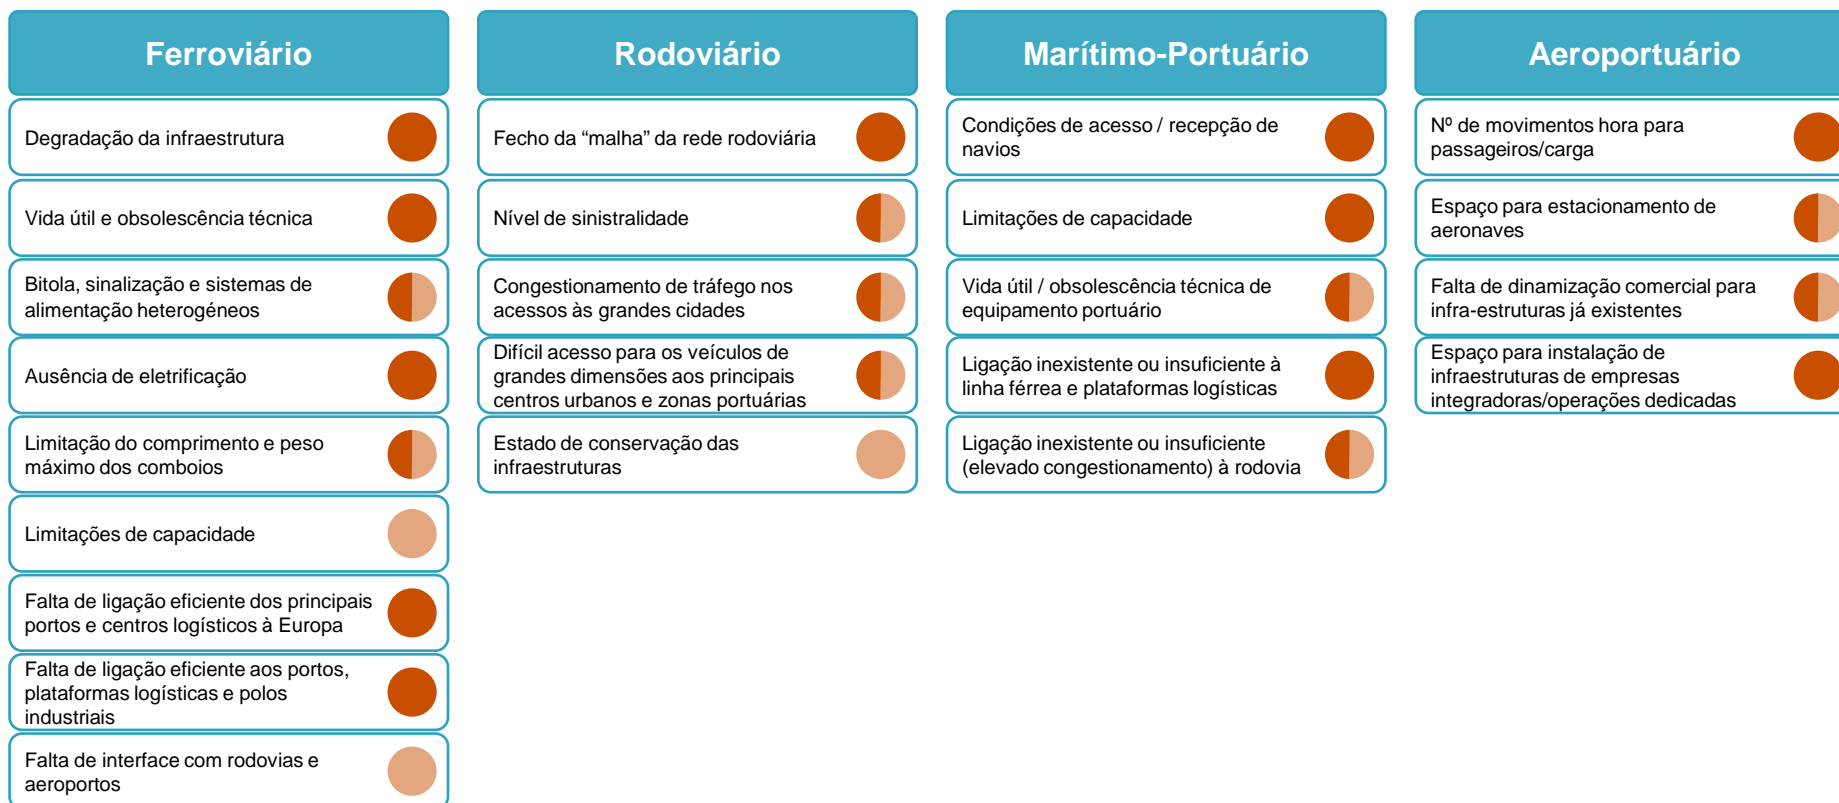 Ferroviário
Degradação da infraestrutura
Vida útil e obsolescência técnica
Bitola, sinalização e sistemas de
alimentação heterogéneos
Ausência de eletrificação
Limitação do comprimento e peso
máximo dos comboios
Limitações de capacidade
Falta de ligação eficiente dos principais
portos e centros logísticos à Europa
Falta de ligação eficiente aos portos,
plataformas logísticas e polos
industriais
Falta de interface com rodovias e
aeroportos
Rodoviário
Fecho da “malha” da rede rodoviária
Nível de sinistralidade
Congestionamento de tráfego nos
acessos às grandes cidades
Difícil acesso para os veículos de
grandes dimensões aos principais
centros urbanos e zonas portuárias
Estado de conservação das
infraestruturas
Marítimo-Portuário
Condições de acesso / recepção de
navios
Limitações de capacidade
Vida útil / obsolescência técnica de
equipamento portuário
Ligação inexistente ou insuficiente à
linha férrea e plataformas logísticas
Ligação inexistente ou insuficiente
(elevado congestionamento) à rodovia
Aeroportuário
Nº de movimentos hora para
passageiros/carga
Espaço para estacionamento de
aeronaves
Falta de dinamização comercial para
infra-estruturas já existentes
Espaço para instalação de
infraestruturas de empresas
integradoras/operações dedicadas